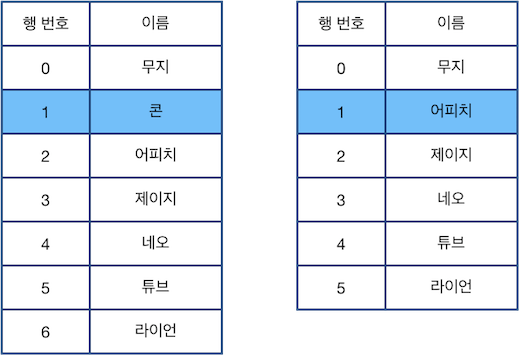 행 번호 이름
0 무지
1 콘
2 어피치
3 제이지
4 네오
5 튜브
6 라이언
행 번호 이름
0 무지
1 어피치
2 제이지
3 네오
4 튜브
5 라이언